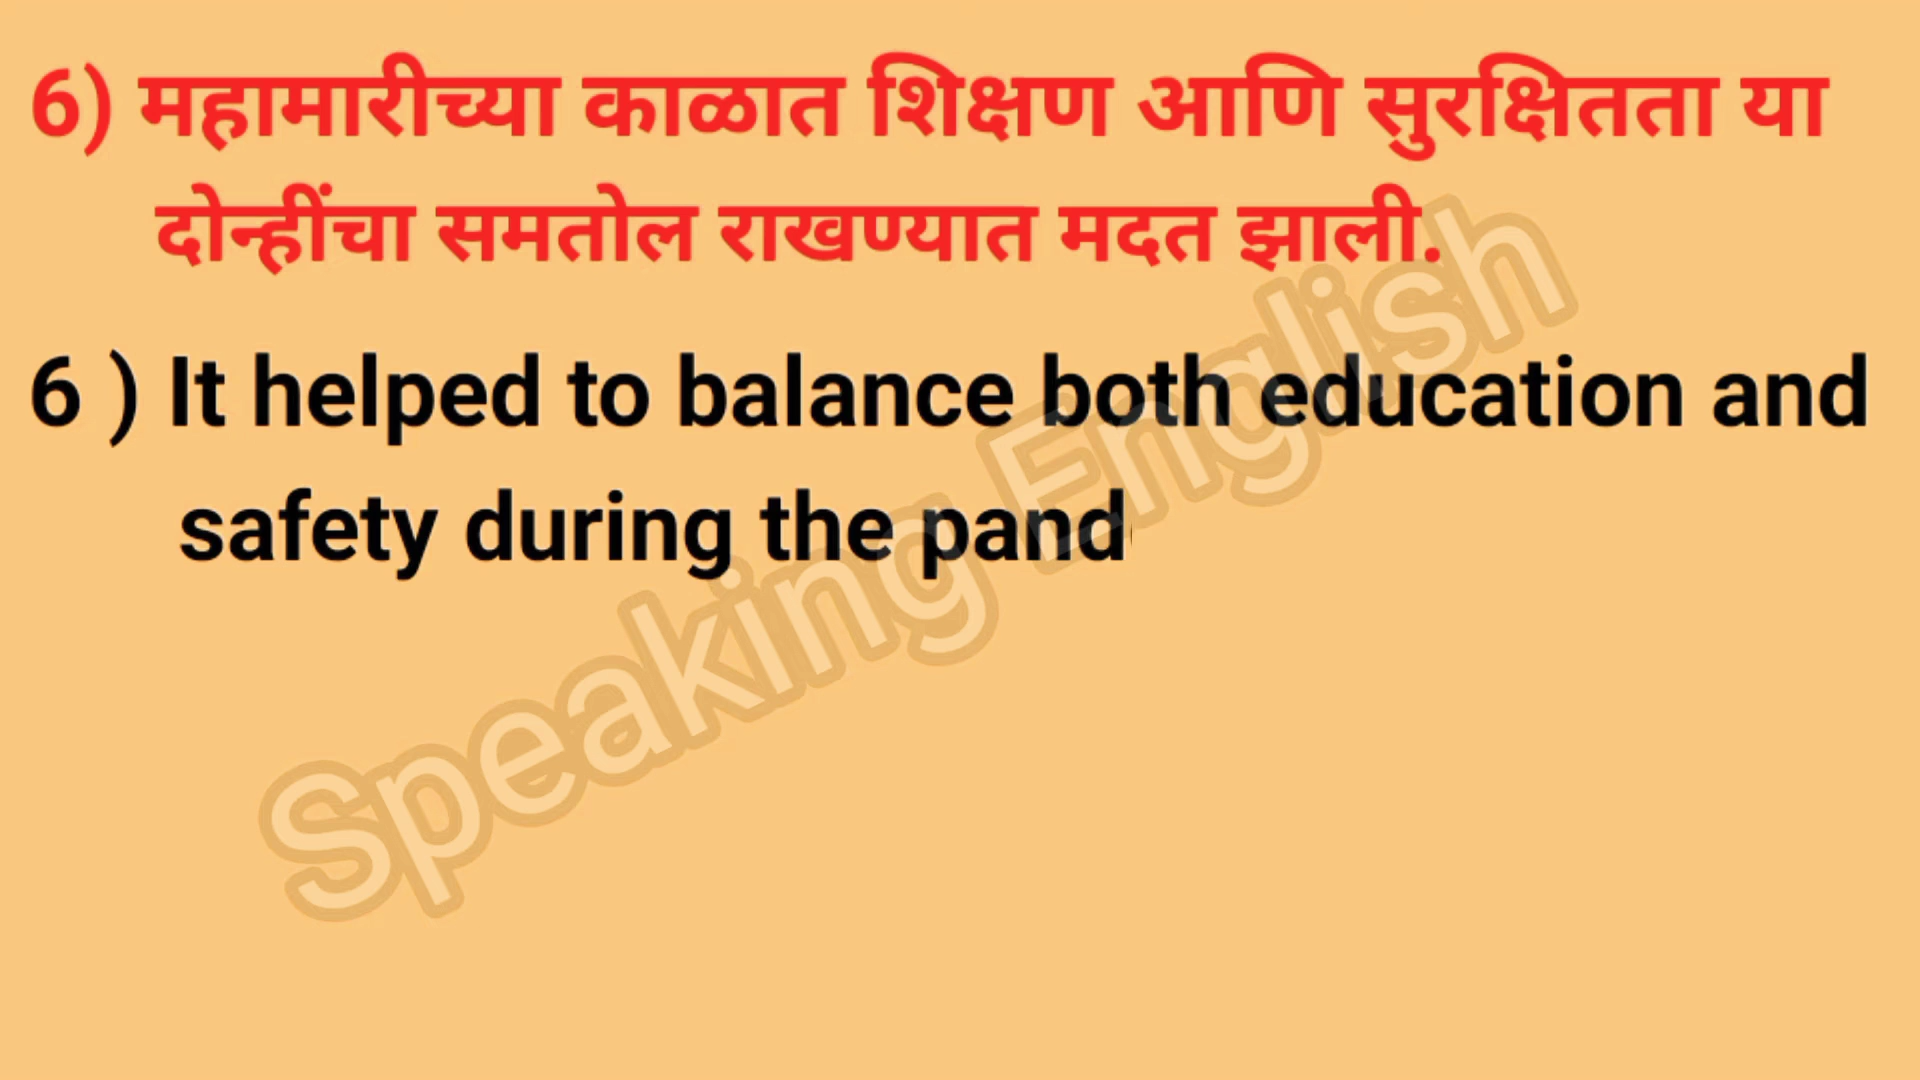 6) महामारीच्या काळात शिक्षण आणि सुरक्षितता या
दोन्हींचा समतोल राखण्यात मदत झाली.
6 ) It helped to balance both education and
safety during the pand
Speaking English